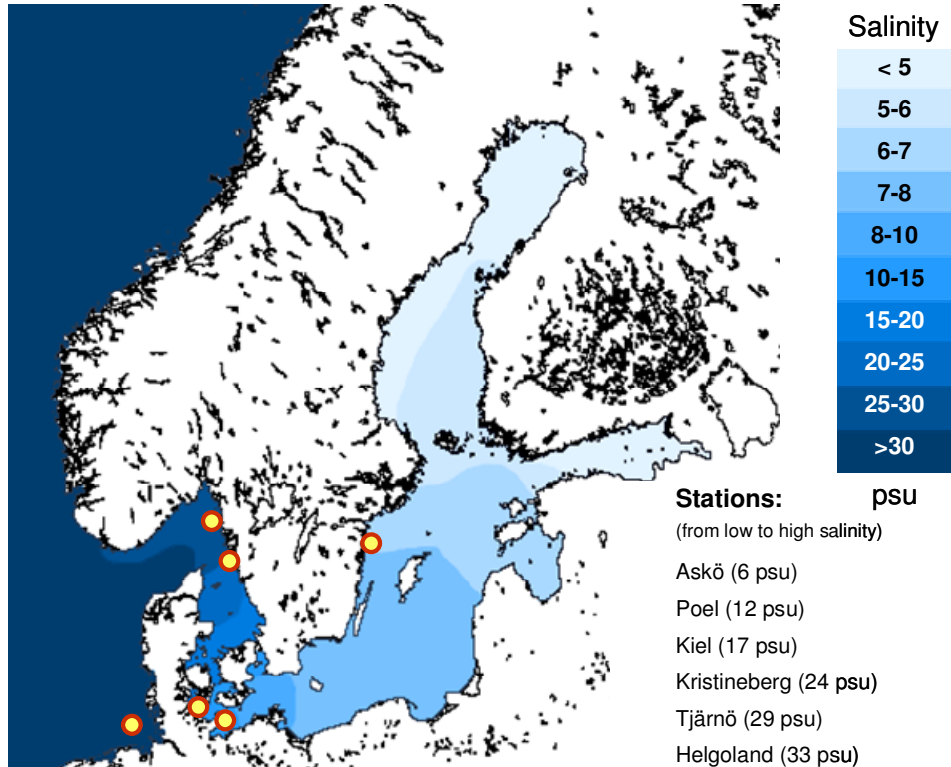 Salinity
< 5
5-6
6-7
7-8
8-10
10-15
15-20
20-25
25-30
>30
psu
Stations:
(from low to high salinity)
Askö (6 psu)
Poel (12 psu)
Kiel (17 psu)
Kristineberg (24 psu)
Tjärnö (29 psu)
Helgoland (33 psu)